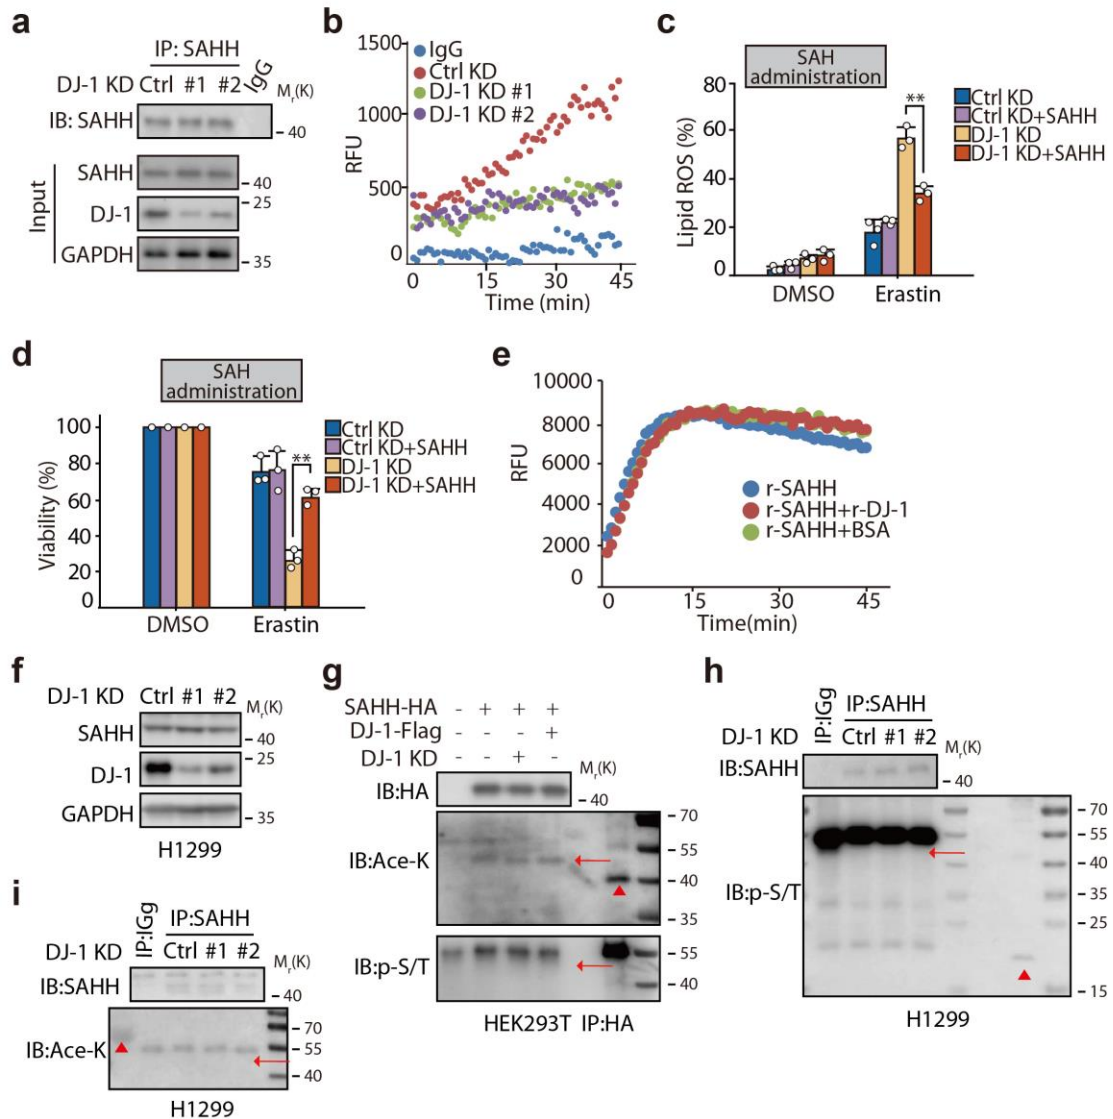 a
IP: SAHH
DJ-1 KD Ctrl #1 #2 IgG
Mr(K)
IB: SAHH
- 40
SAHH
- 40
- 25
DJ-1
GAPDH
- 35
Input
b
1500
1000
500
0
RFU
IgG
Ctrl KD
DJ-1 KD #1
DJ-1 KD #2
0 15 30 45
Time (min)
c
SAH
administration
80
60
40
20
0
Lipid ROS (%)
**
Ctrl KD
Ctrl KD+SAHH
DJ-1 KD
DJ-1 KD+SAHH
DMSO Erastin
d
SAH
administration
100
80
60
40
20
0
Viability (%)
**
Ctrl KD
Ctrl KD+SAHH
DJ-1 KD
DJ-1 KD+SAHH
DMSO Erastin
e
10000
8000
6000
4000
2000
0
RFU
r-SAHH
r-SAHH+r-DJ-1
r-SAHH+BSA
0 15 30 45
Time(min)
f
DJ-1 KD Ctrl #1 #2
Mr(K)
SAHH
- 40
- 25
DJ-1
GAPDH
- 35
H1299
g
SAHH-HA - + + +
DJ-1-Flag - - - +
DJ-1 KD - - + -
Mr(K)
IB:HA
- 40
- 70
- 55
IB:Ace-K
- 40
- 35
IB:p-S/T
- 55
- 40
HEK293T IP:HA
h
IP:IGg
IP:SAHH
DJ-1 KD Ctrl #1 #2
Mr(K)
IB:SAHH
- 40
- 70
- 55
- 35
IB:p-S/T
- 25
- 15
H1299
i
IP:IGg
IP:SAHH
DJ-1 KD Ctrl #1 #2
Mr(K)
IB:SAHH
- 40
- 70
IB:Ace-K
- 55
- 40
H1299